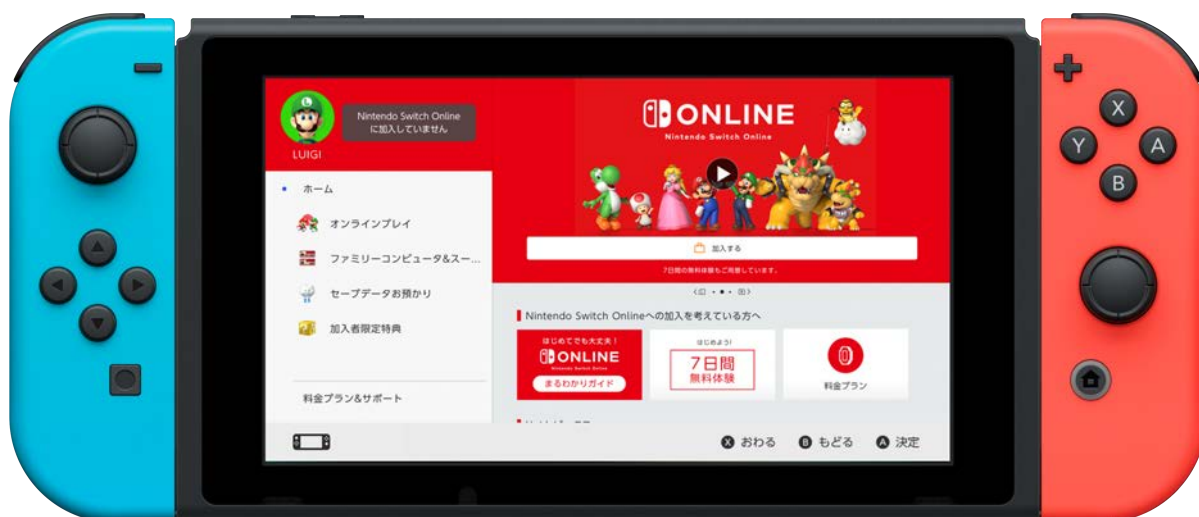 Nintendo Switch Online
に加入していません
LUIGI
ホーム
オンラインプレイ
ファミリーコンピュータ&スー...
セーブデータお預かり
加入者限定特典
料金プラン&サポート
ONLINE
Nintendo Switch Online
加入する
7日間の無料体験もご用意しています。
Nintendo Switch Onlineへの加入を考えている方へ
はじめてでも大丈夫!
ONLINE
Nintendo Switch Online
まるわかりガイド
はじめよう!
7日間
無料体験
料金プラン
X おわる
B もどる
A 決定
X
Y
A
B